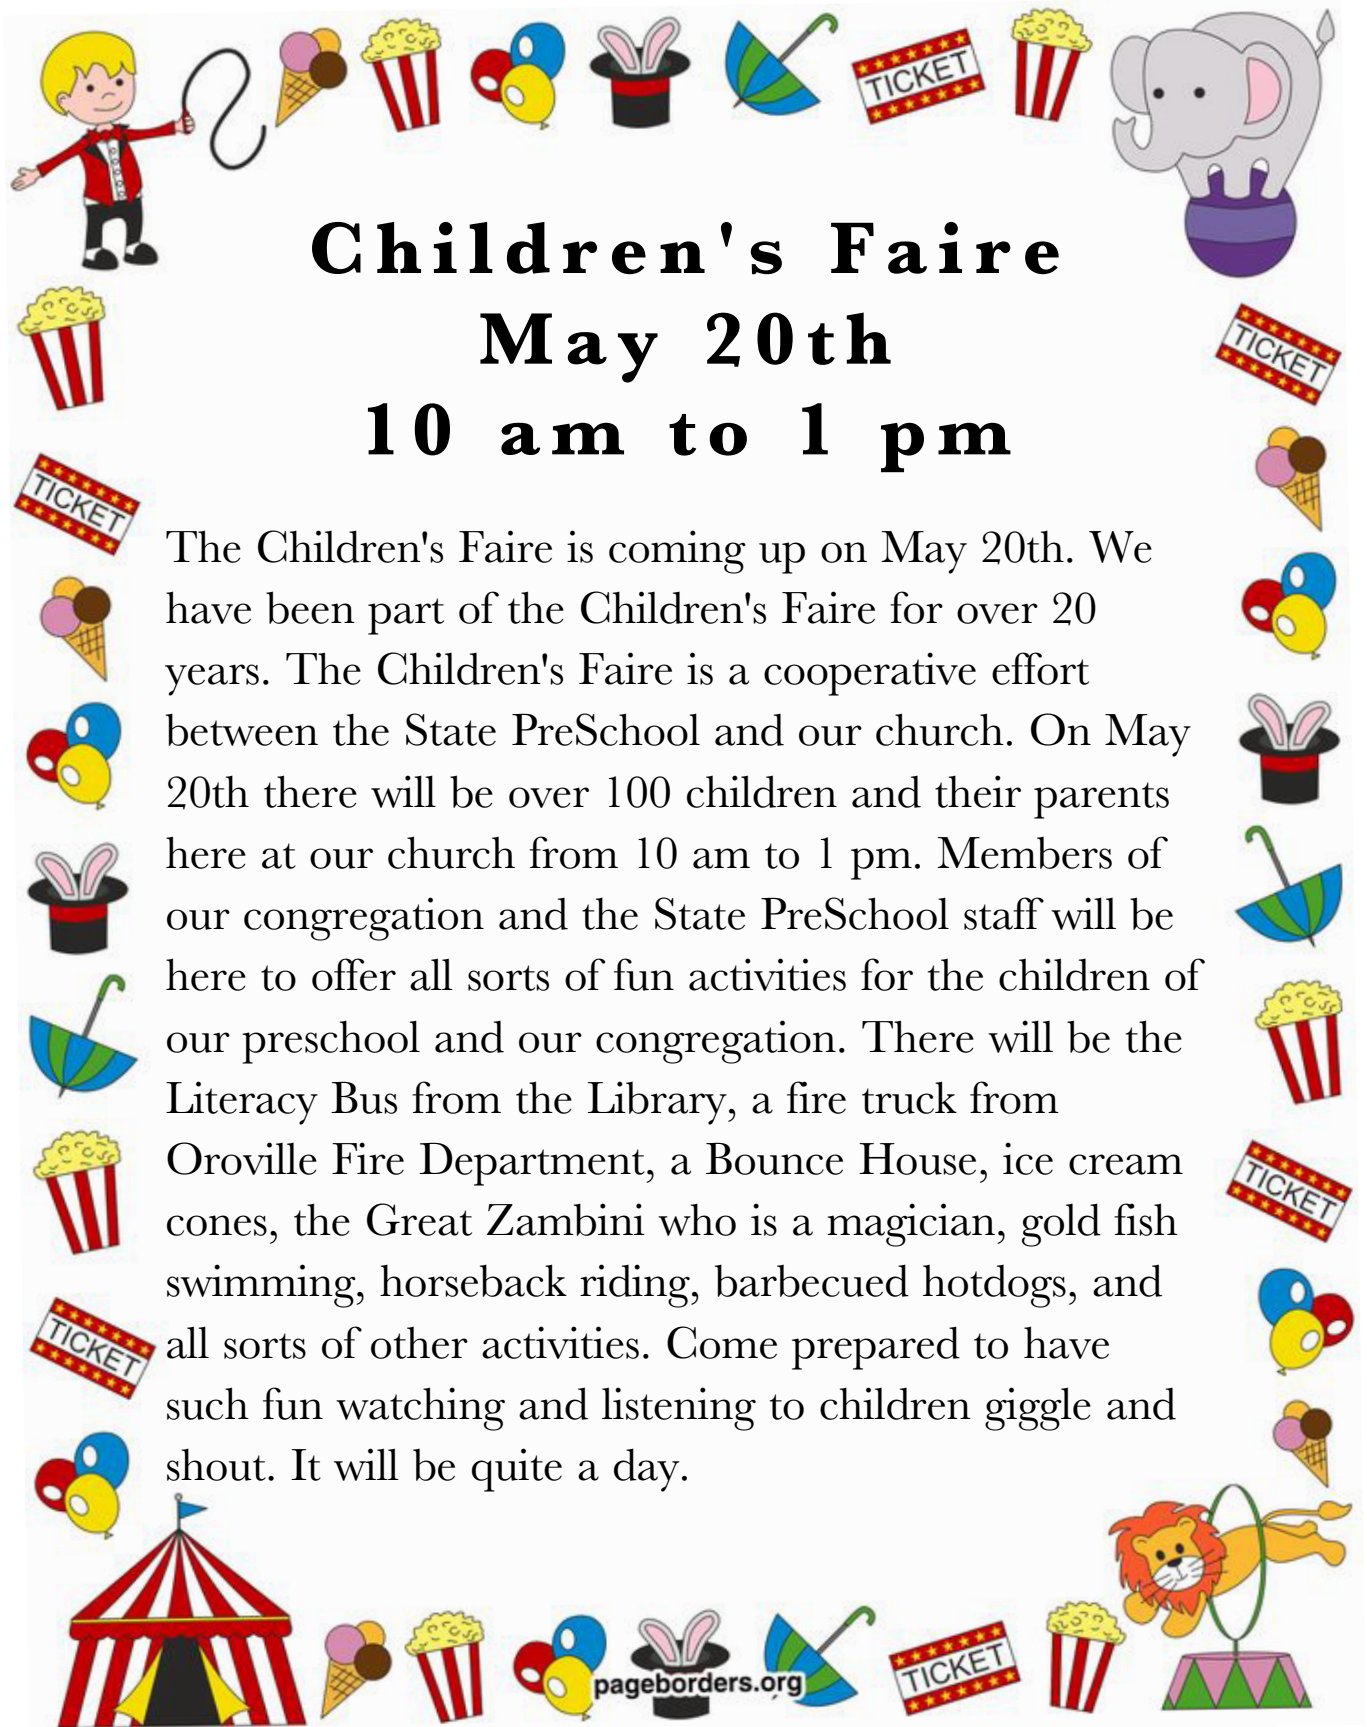 TICKET
Children's Faire
May 20th
10 am to 1 pm
TICKET
TICKET
The Children's Faire is coming up on May 20th. We
have been part of the Children's Faire for over 20
years. The Children's Faire is a cooperative effort
between the State PreSchool and our church. On May
20th there will be over 100 children and their parents
here at our church from 10 am to 1 pm. Members of
our congregation and the State PreSchool staff will be
here to offer all sorts of fun activities for the children of
our preschool and our congregation. There will be the
Literacy Bus from the Library, a fire truck from
Oroville Fire Department, a Bounce House, ice cream
cones, the Great Zambini who is a magician, gold fish
swimming, horseback riding, barbecued hotdogs, and
all sorts of other activities. Come prepared to have
such fun watching and listening to children giggle and
shout. It will be quite a day.
TICKET
TICKET
TICKET
pageborders.org